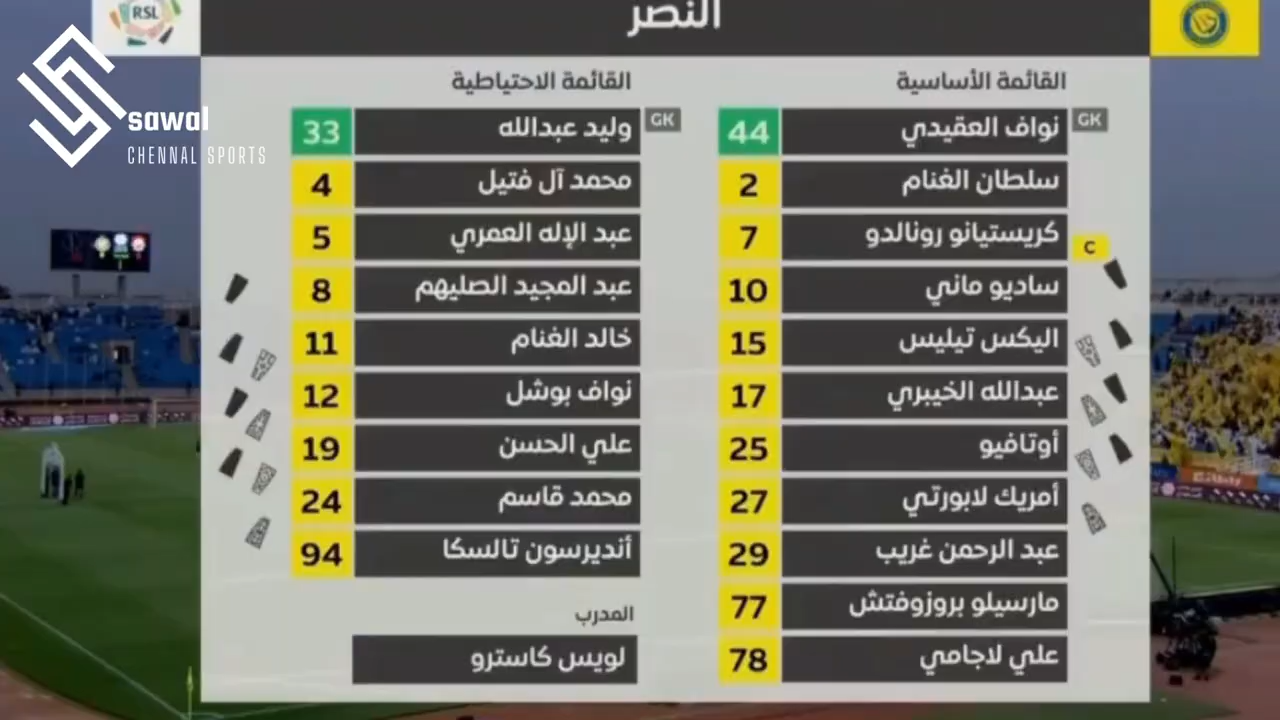 النصر
RSL
sawal
CHENNAL SPORTS
القائمة الأساسية
GK
44 نواف العقيدي
2 سلطان الغنام
7 كريستيانو رونالدو
C
10 ساديو ماني
15 اليكس تيليس
17 عبدالله الخيبري
25 أوتافيو
27 أمريك لابورتي
29 عبد الرحمن غريب
77 مارسيلو بروزوفتش
78 علي لاجامي
القائمة الاحتياطية
GK
33 وليد عبدالله
4 محمد آل فتيل
5 عبد الإله العمري
8 عبد المجيد الصليهم
11 خالد الغنام
12 نواف بوشل
19 علي الحسن
24 محمد قاسم
94 أنديرسون تالسكا
المدرب
لويس كاسترو